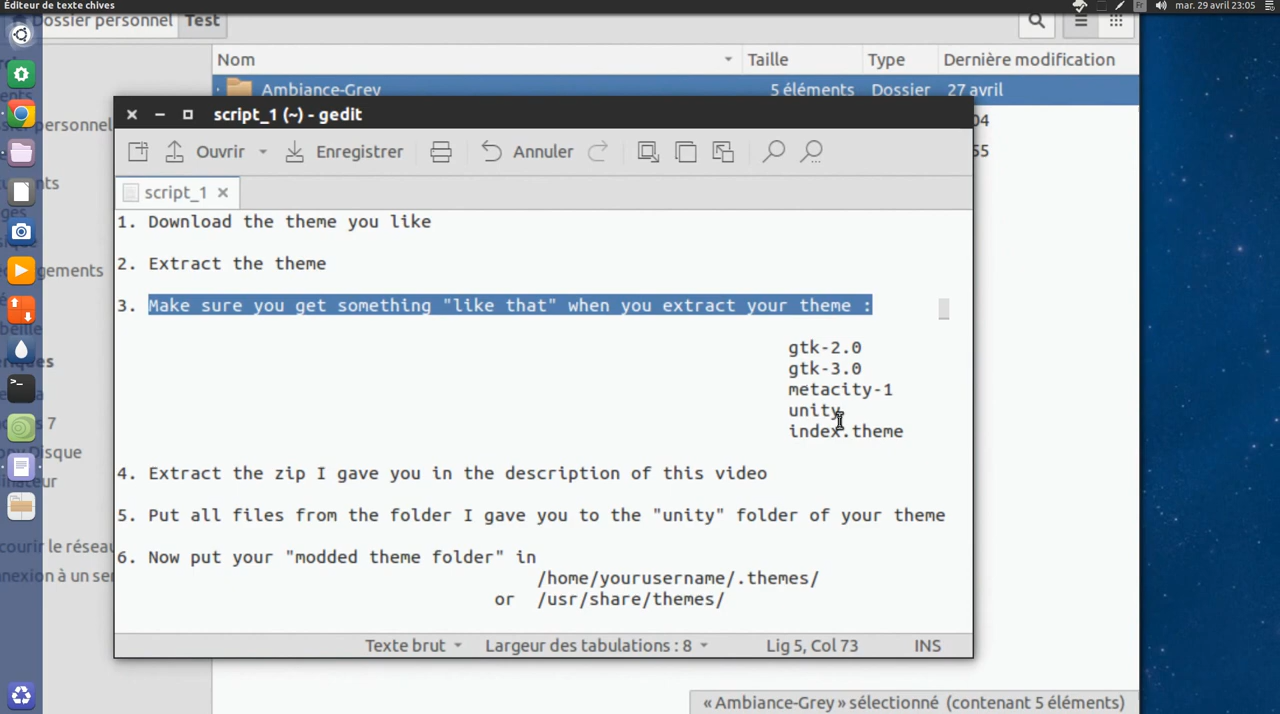 Éditeur de texte chives
Fr
mar. 29 avril 23:05
Dossier personnel
Test
Nom
Taille
Type
Dernière modification
Ambiance-Grey
5 éléments
Dossier
27 avril
04
55
script_1 (~) - gedit
Ouvrir
Enregistrer
Annuler
script_1
1. Download the theme you like
2. Extract the theme
3. Make sure you get something "like that" when you extract your theme :
gtk-2.0
gtk-3.0
metacity-1
unity
index.theme
4. Extract the zip I gave you in the description of this video
5. Put all files from the folder I gave you to the "unity" folder of your theme
6. Now put your "modded theme folder" in
/home/yourusername/.themes/
or /usr/share/themes/
Texte brut
Largeur des tabulations : 8
Lig 5, Col 73
INS
« Ambiance-Grey » sélectionné (contenant 5 éléments)